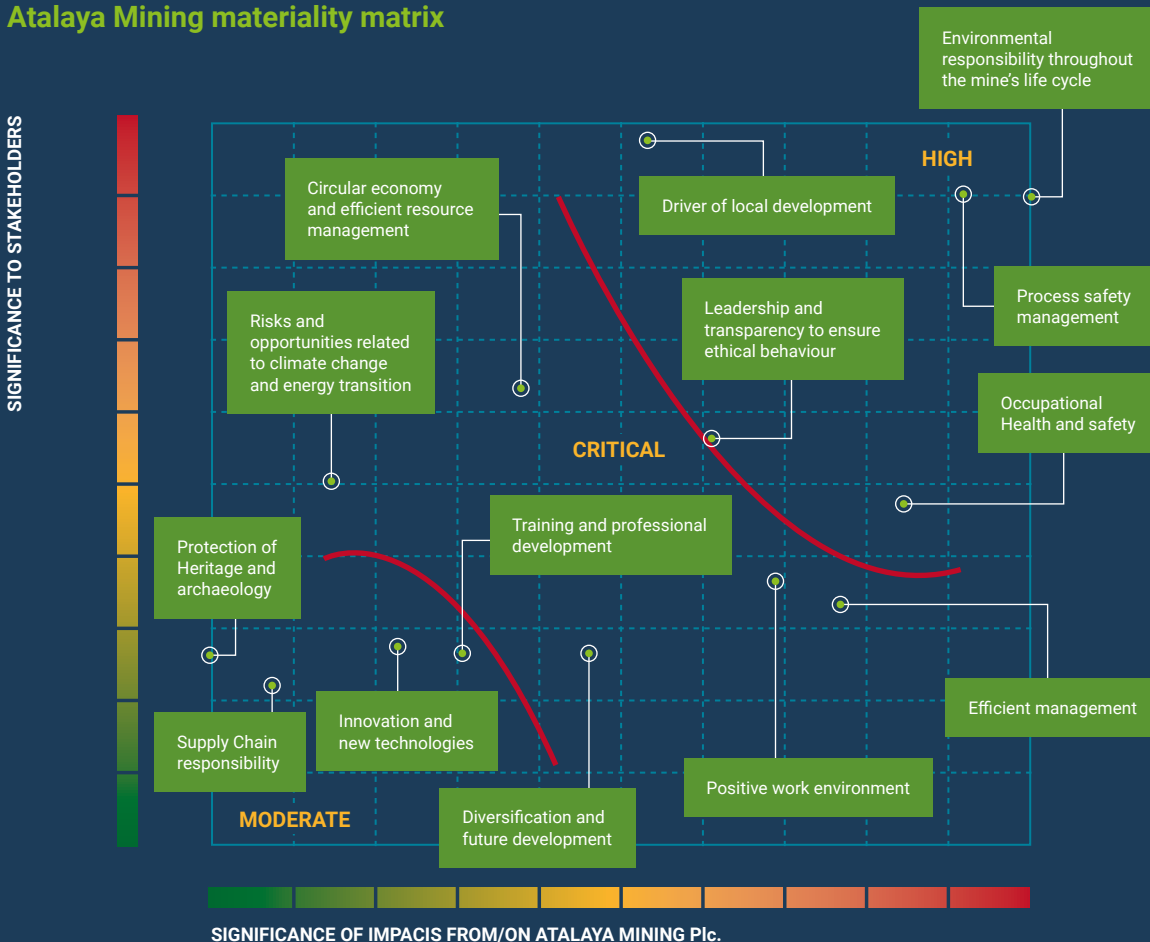 Atalaya Mining materiality matrix
Environmental
responsibility throughout
the mine's life cycle
SIGNIFICANCE TO STAKEHOLDERS
HIGH
Circular economy
and efficient resource
management
Driver of local development
Process safety
management
Risks and
opportunities related
to climate change
and energy transition
Leadership and
transparency to ensure
ethical behaviour
Occupational
Health and safety
CRITICAL
Training and professional
development
Protection of
Heritage and
archaeology
Efficient management
Innovation and
new technologies
Supply Chain
responsibility
Positive work environment
MODERATE
Diversification and
future development
SIGNIFICANCE OF IMPACIS FROM/ON ATALAYA MINING Plc.